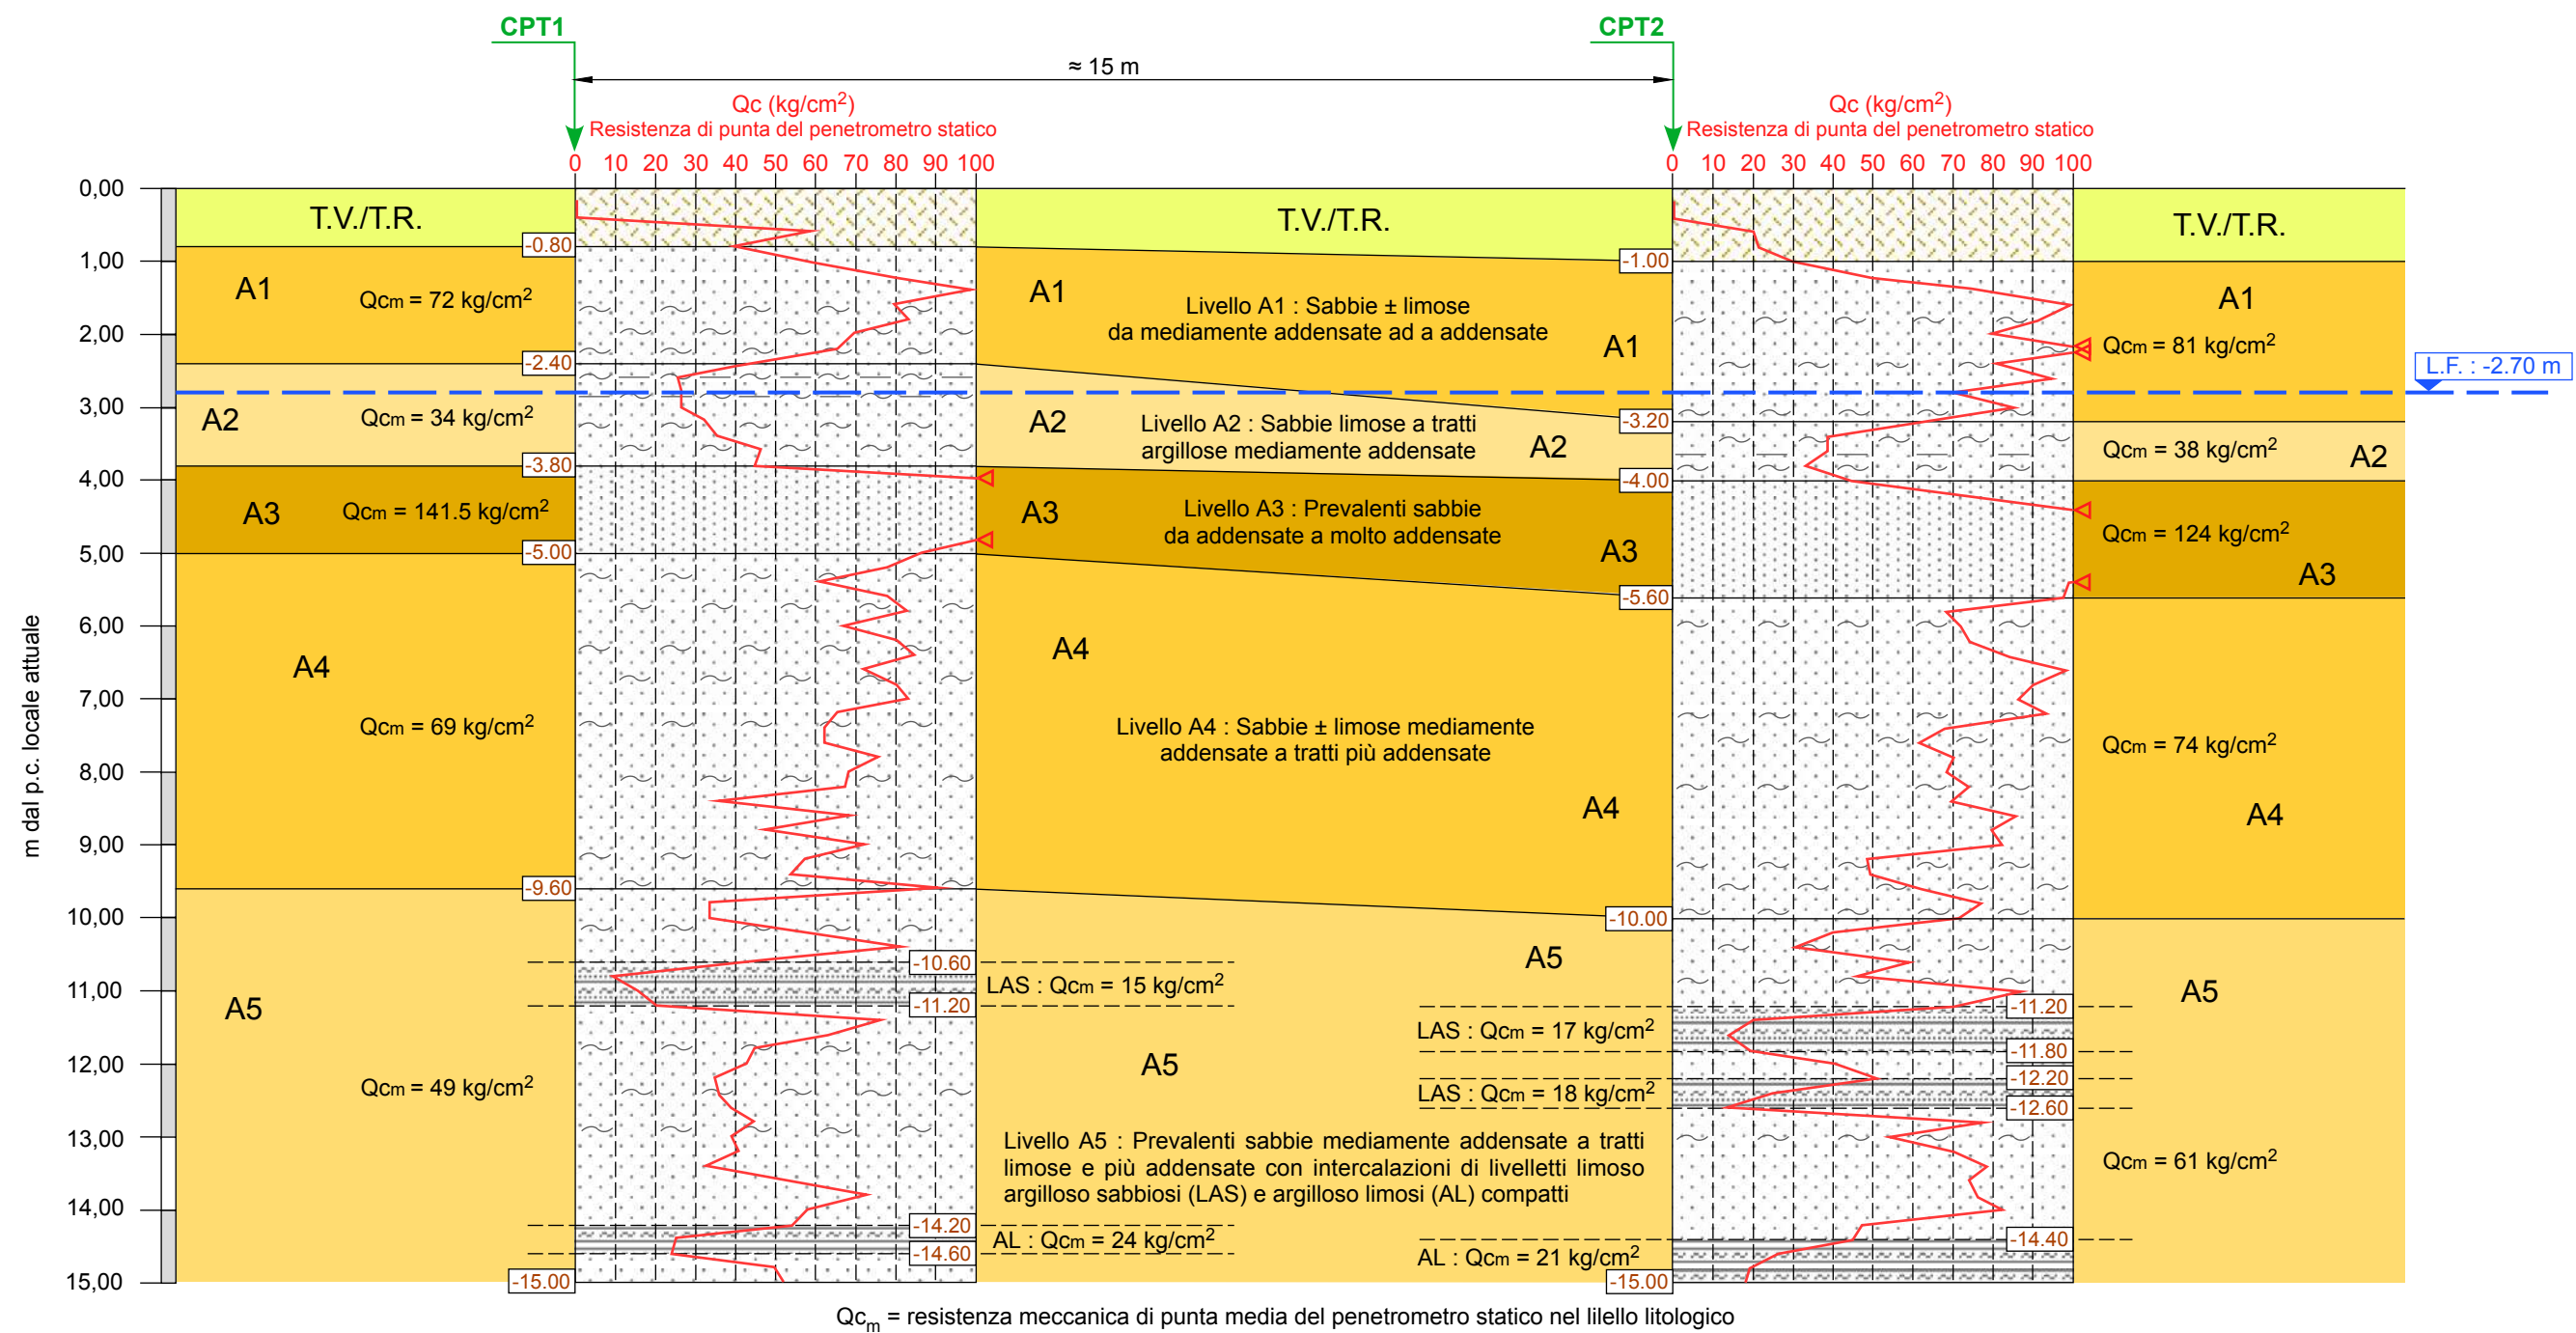 CPT1
CPT2
≈ 15 m
Qc (kg/cm²)
Resistenza di punta del penetrometro statico
Qc (kg/cm²)
Resistenza di punta del penetrometro statico
0 10 20 30 40 50 60 70 80 90 100
0 10 20 30 40 50 60 70 80 90 100
m dal p.c. locale attuale
0,00
1,00
2,00
3,00
4,00
5,00
6,00
7,00
8,00
9,00
10,00
11,00
12,00
13,00
14,00
15,00
T.V./T.R.
A1
Qcm = 72 kg/cm²
A2
Qcm = 34 kg/cm²
A3
Qcm = 141.5 kg/cm²
A4
Qcm = 69 kg/cm²
A5
Qcm = 49 kg/cm²
-0.80
-2.40
-3.80
-5.00
-9.60
-15.00
-10.60
-11.20
-14.20
-14.60
T.V./T.R.
A1
Livello A1 : Sabbie ± limose
da mediamente addensate ad a addensate
A1
A2
Livello A2 : Sabbie limose a tratti
argillose mediamente addensate
A2
A3
Livello A3 : Prevalenti sabbie
da addensate a molto addensate
A3
A4
Livello A4 : Sabbie ± limose mediamente
addensate a tratti più addensate
A4
A5
LAS : Qcm = 15 kg/cm²
LAS : Qcm = 17 kg/cm²
A5
LAS : Qcm = 18 kg/cm²
Livello A5 : Prevalenti sabbie mediamente addensate a tratti
limose e più addensate con intercalazioni di livelletti limoso
argilloso sabbiosi (LAS) e argilloso limosi (AL) compatti
AL : Qcm = 24 kg/cm²
AL : Qcm = 21 kg/cm²
-1.00
-3.20
-4.00
-5.60
-10.00
-15.00
-11.20
-11.80
-12.20
-12.60
-14.40
T.V./T.R.
A1
Qcm = 81 kg/cm²
L.F. : -2.70 m
Qcm = 38 kg/cm²
A2
Qcm = 124 kg/cm²
A3
Qcm = 74 kg/cm²
A4
A5
Qcm = 61 kg/cm²
Qcm = resistenza meccanica di punta media del penetrometro statico nel lilello litologico